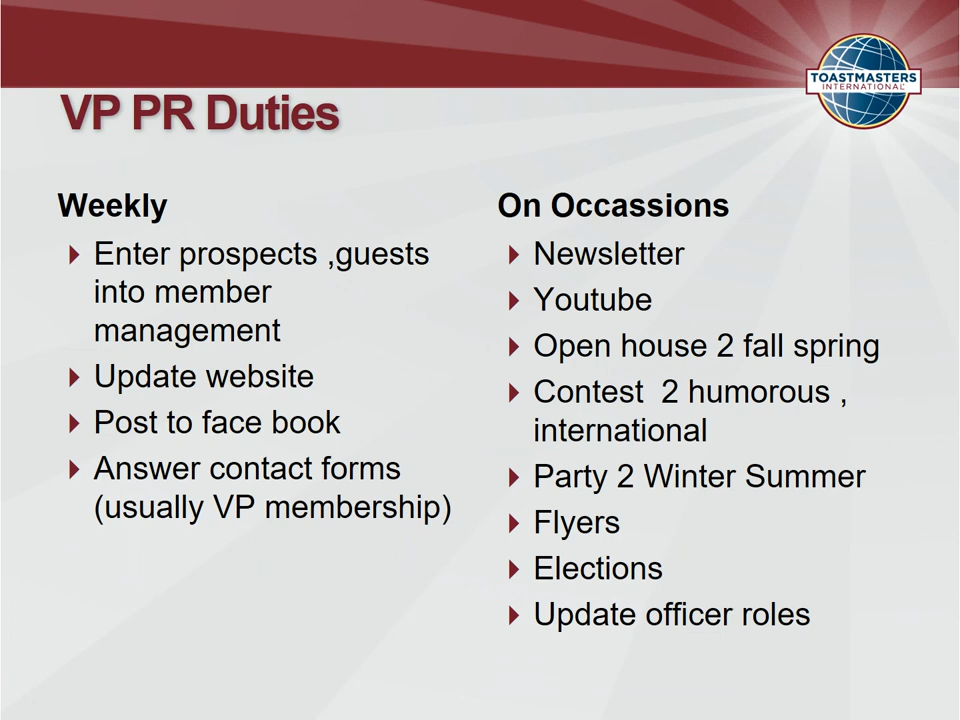 TOASTMASTERS
INTERNATIONAL
VP PR Duties
Weekly
Enter prospects ,guests
into member
management
Update website
Post to face book
Answer contact forms
(usually VP membership)
On Occassions
Newsletter
Youtube
Open house 2 fall spring
Contest  2 humorous ,
international
Party 2 Winter Summer
Flyers
Elections
Update officer roles